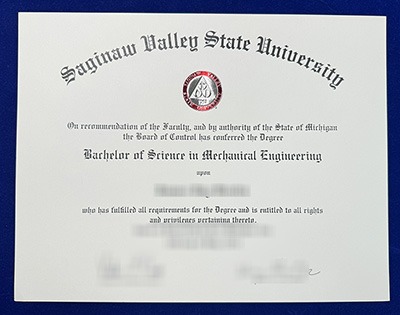 Saginaw Valley State University
On recommendation of the Faculty, and by authority of the State of Michigan
the Board of Control has conferred the Degree
Bachelor of Science in Mechanical Engineering
upon
who has fulfilled all requirements for the Degree and is entitled to all rights
and privileges pertaining thereto.